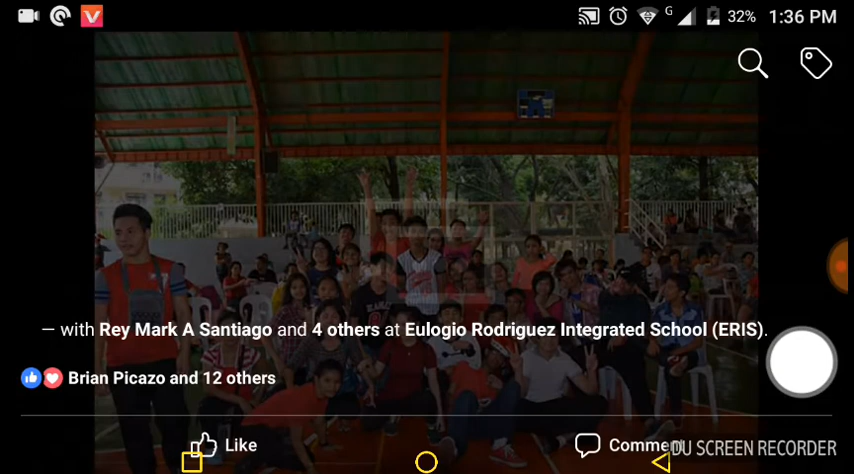 G 32% 1:36 PM
— with Rey Mark A Santiago and 4 others at Eulogio Rodriguez Integrated School (ERIS).
Brian Picazo and 12 others
Like Comment
DU SCREEN RECORDER